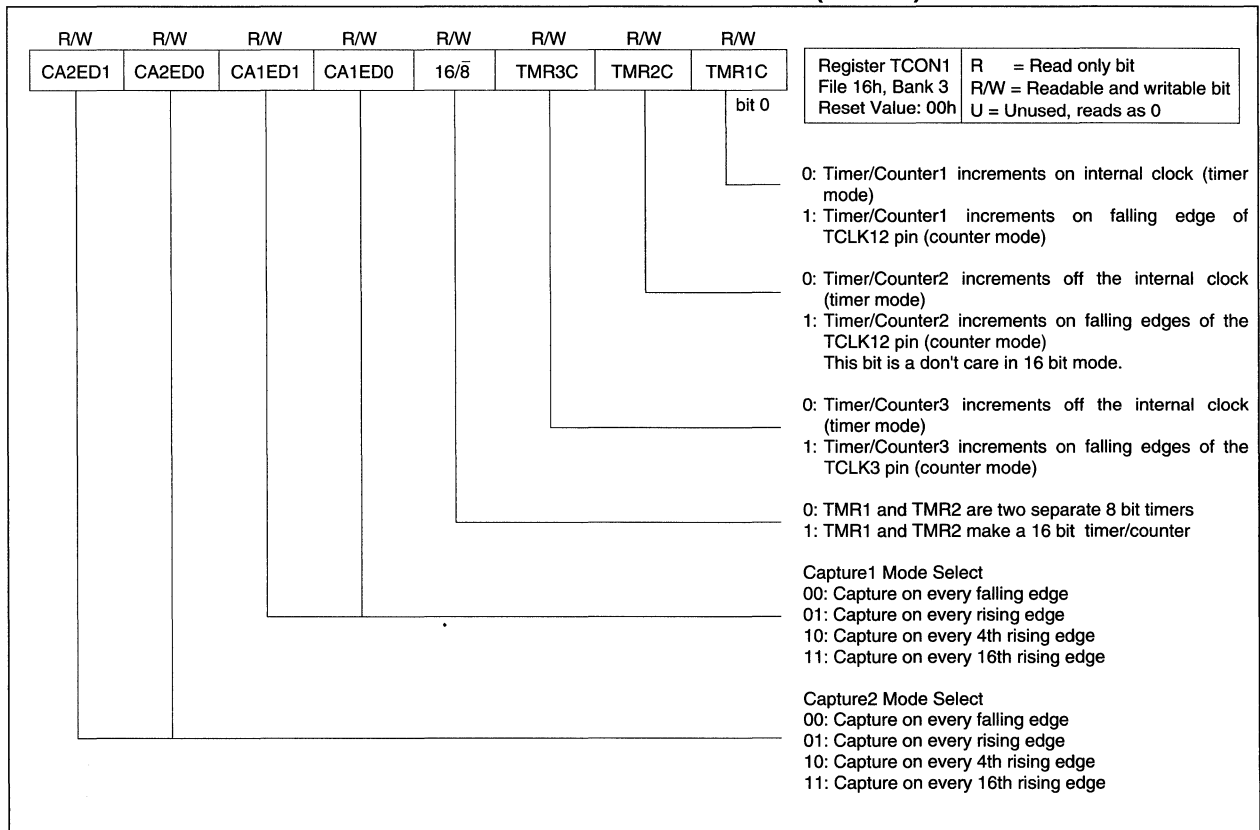 R/W R/W R/W R/W R/W R/W R/W R/W
CA2ED1 CA2ED0 CA1ED1 CA1ED0 16/8̅ TMR3C TMR2C TMR1C
bit 0
Register TCON1
File 16h, Bank 3
Reset Value: 00h
R = Read only bit
R/W = Readable and writable bit
U = Unused, reads as 0
0: Timer/Counter1 increments on internal clock (timer
mode)
1: Timer/Counter1 increments on falling edge of
TCLK12 pin (counter mode)
0: Timer/Counter2 increments off the internal clock
(timer mode)
1: Timer/Counter2 increments on falling edges of the
TCLK12 pin (counter mode)
This bit is a don't care in 16 bit mode.
0: Timer/Counter3 increments off the internal clock
(timer mode)
1: Timer/Counter3 increments on falling edges of the
TCLK3 pin (counter mode)
0: TMR1 and TMR2 are two separate 8 bit timers
1: TMR1 and TMR2 make a 16 bit timer/counter
Capture1 Mode Select
00: Capture on every falling edge
01: Capture on every rising edge
10: Capture on every 4th rising edge
11: Capture on every 16th rising edge
Capture2 Mode Select
00: Capture on every falling edge
01: Capture on every rising edge
10: Capture on every 4th rising edge
11: Capture on every 16th rising edge